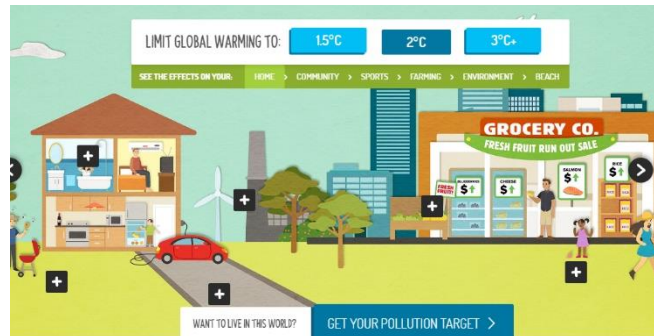 LIMIT GLOBAL WARMING TO: 1.5°C 2°C 3°C+
SEE THE EFFECTS ON YOUR: HOME > COMMUNITY > SPORTS > FARMING > ENVIRONMENT > BEACH
GROCERY CO.
FRESH FRUIT RUN OUT SALE
SALMON
$↑
RICE
$↑
FRESH
FRUIT!
$↑
CHEESE
$↑
WANT TO LIVE IN THIS WORLD? GET YOUR POLLUTION TARGET >